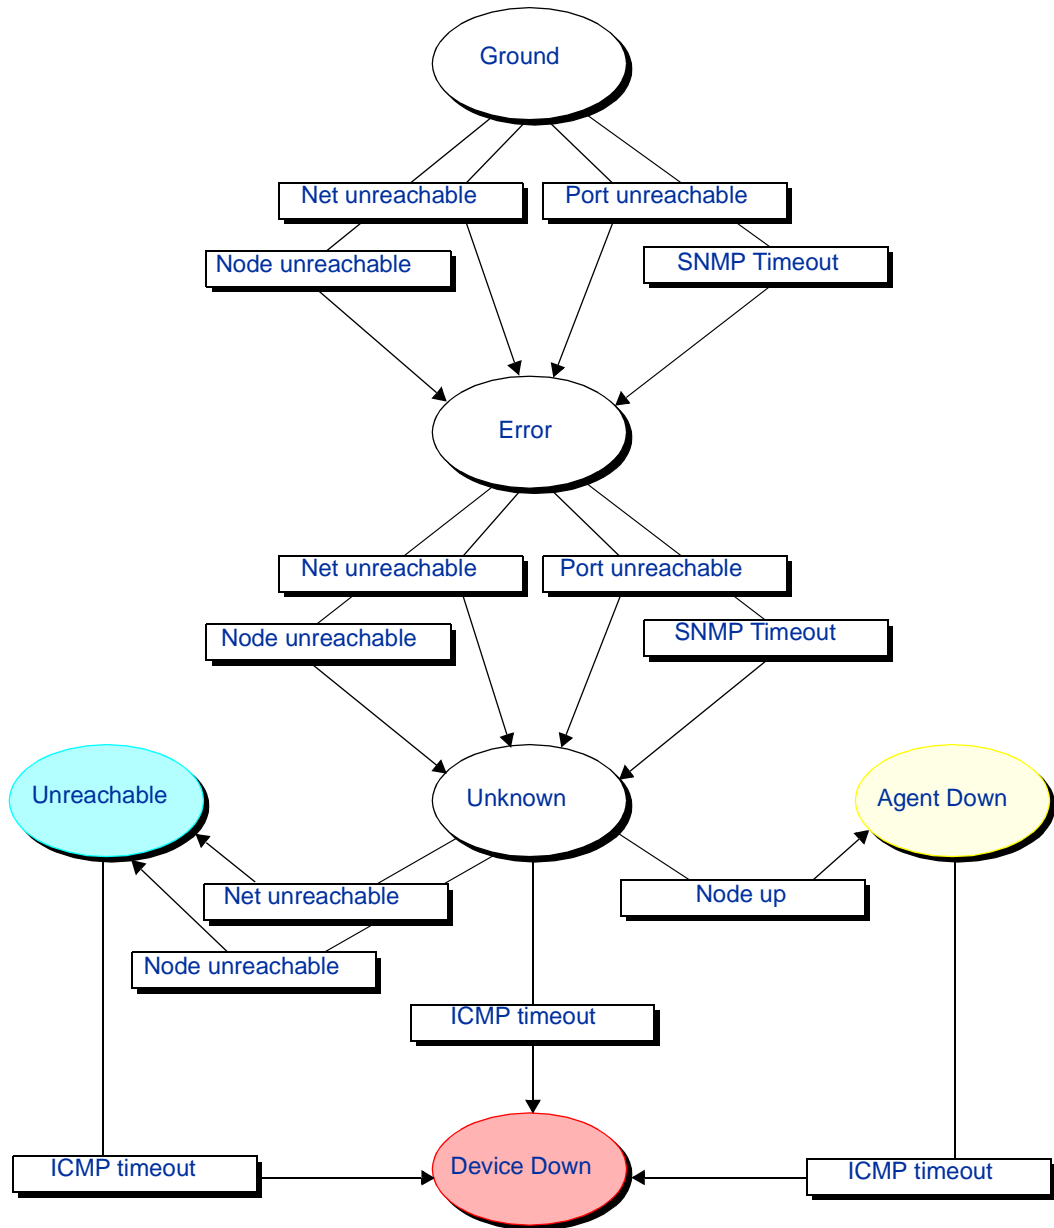 Ground
Net unreachable
Port unreachable
Node unreachable
SNMP Timeout
Error
Net unreachable
Port unreachable
Node unreachable
SNMP Timeout
Unreachable
Unknown
Agent Down
Net unreachable
Node up
Node unreachable
ICMP timeout
ICMP timeout
Device Down
ICMP timeout